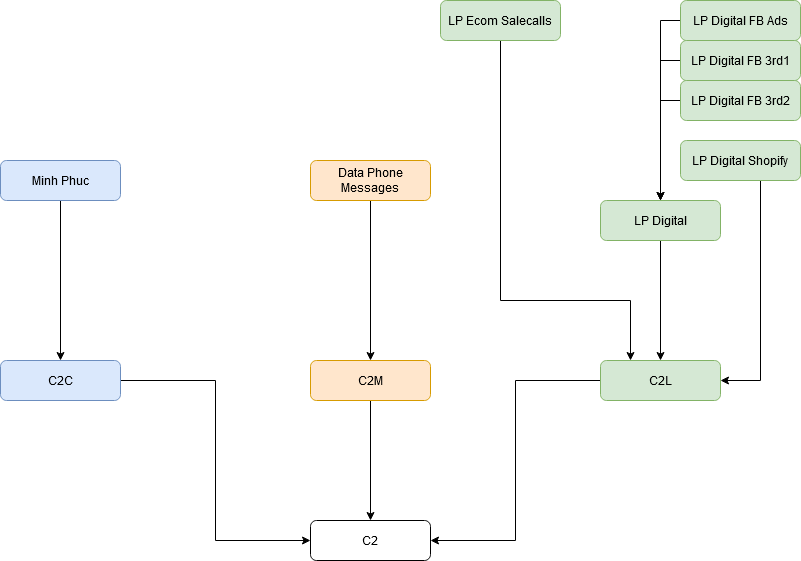 LP Ecom Salecalls
LP Digital FB Ads
LP Digital FB 3rd1
LP Digital FB 3rd2
LP Digital Shopify
Minh Phuc
Data Phone
Messages
LP Digital
C2C
C2M
C2L
C2